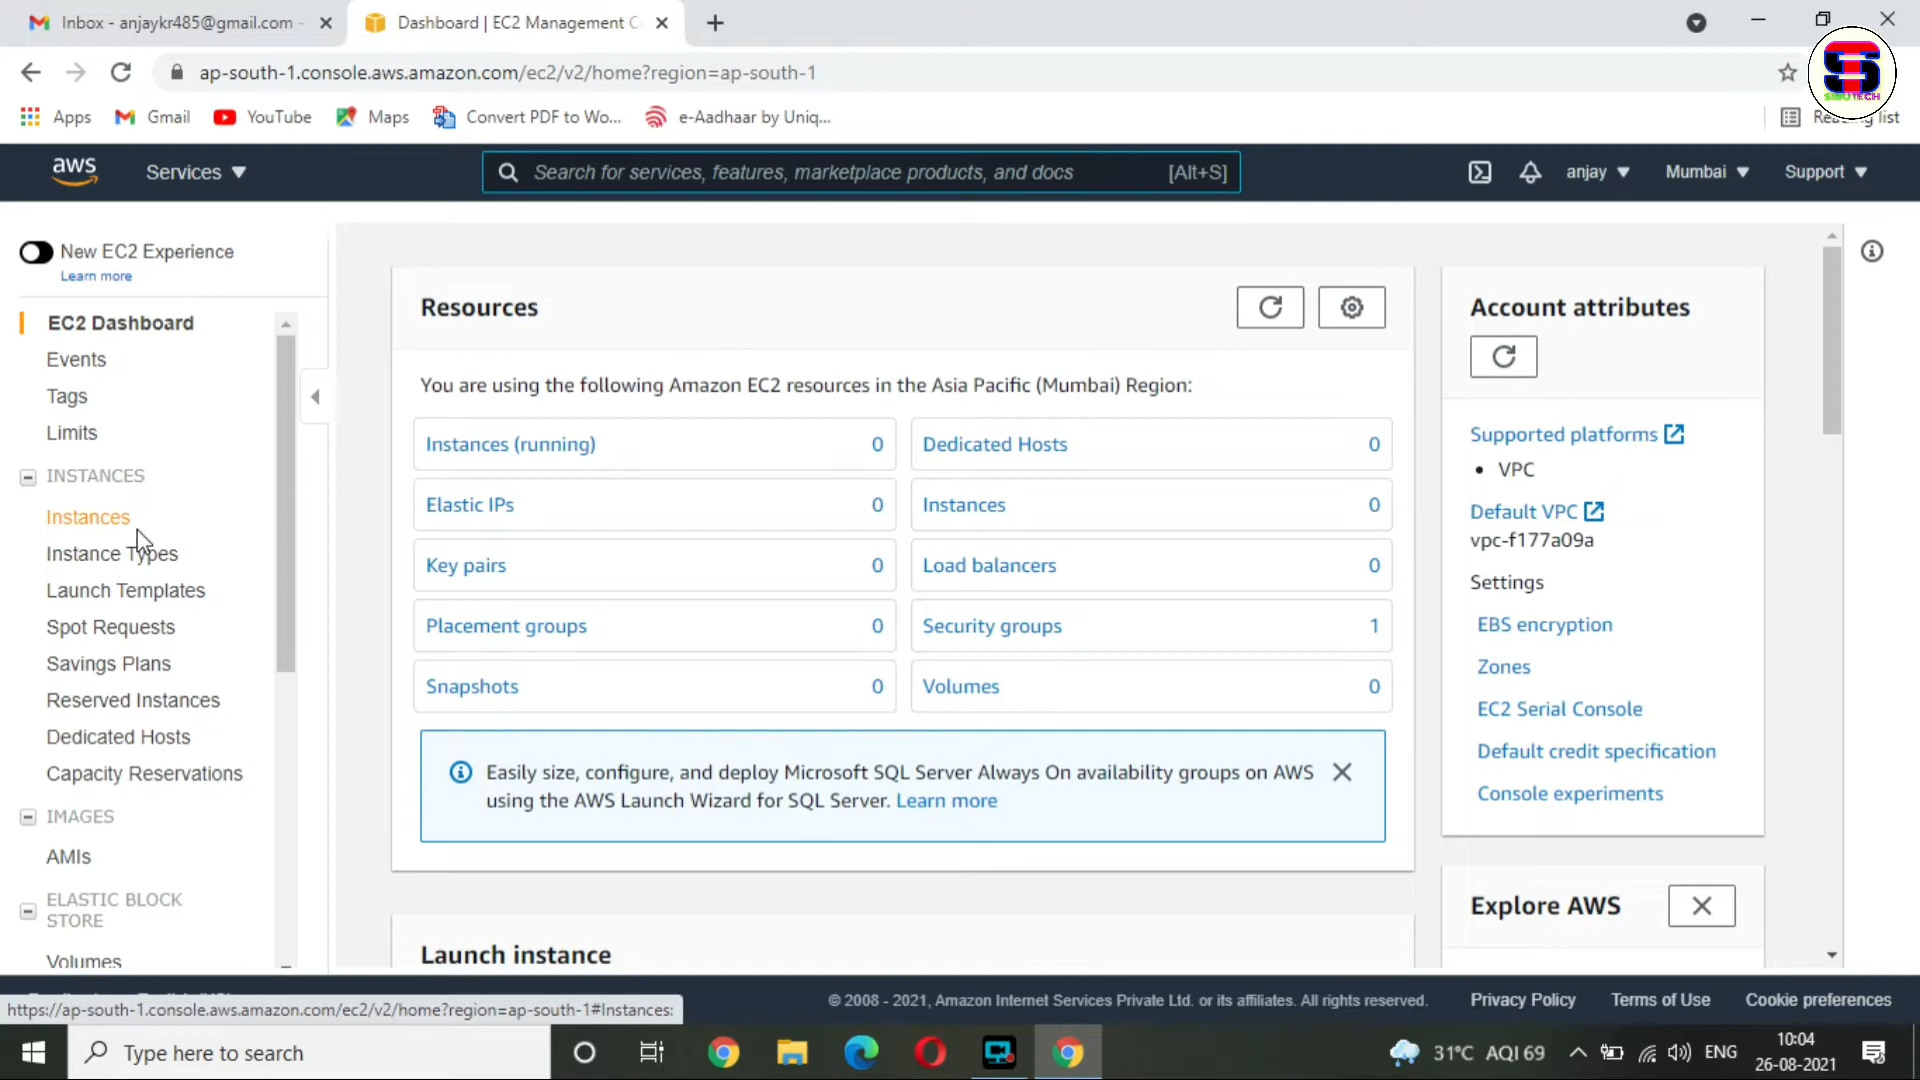 Inbox - anjaykr485@gmail.com -
Dashboard | EC2 Management C
ap-south-1.console.aws.amazon.com/ec2/v2/home?region=ap-south-1
Apps
Gmail
YouTube
Maps
Convert PDF to Wo...
e-Aadhaar by Uniq...
Reading list
SIBUTECH
aws
Services
Search for services, features, marketplace products, and docs
[Alt+S]
anjay
Mumbai
Support
New EC2 Experience
Learn more
EC2 Dashboard
Events
Tags
Limits
INSTANCES
Instances
Instance Types
Launch Templates
Spot Requests
Savings Plans
Reserved Instances
Dedicated Hosts
Capacity Reservations
IMAGES
AMIs
ELASTIC BLOCK
STORE
Volumes
Resources
You are using the following Amazon EC2 resources in the Asia Pacific (Mumbai) Region:
Instances (running) 0
Dedicated Hosts 0
Elastic IPs 0
Instances 0
Key pairs 0
Load balancers 0
Placement groups 0
Security groups 1
Snapshots 0
Volumes 0
Easily size, configure, and deploy Microsoft SQL Server Always On availability groups on AWS
using the AWS Launch Wizard for SQL Server. Learn more
Launch instance
Account attributes
Supported platforms
• VPC
Default VPC
vpc-f177a09a
Settings
EBS encryption
Zones
EC2 Serial Console
Default credit specification
Console experiments
Explore AWS
https://ap-south-1.console.aws.amazon.com/ec2/v2/home?region=ap-south-1#Instances:
© 2008 - 2021, Amazon Internet Services Private Ltd. or its affiliates. All rights reserved.
Privacy Policy
Terms of Use
Cookie preferences
Type here to search
31°C AQI 69
ENG
10:04
26-08-2021